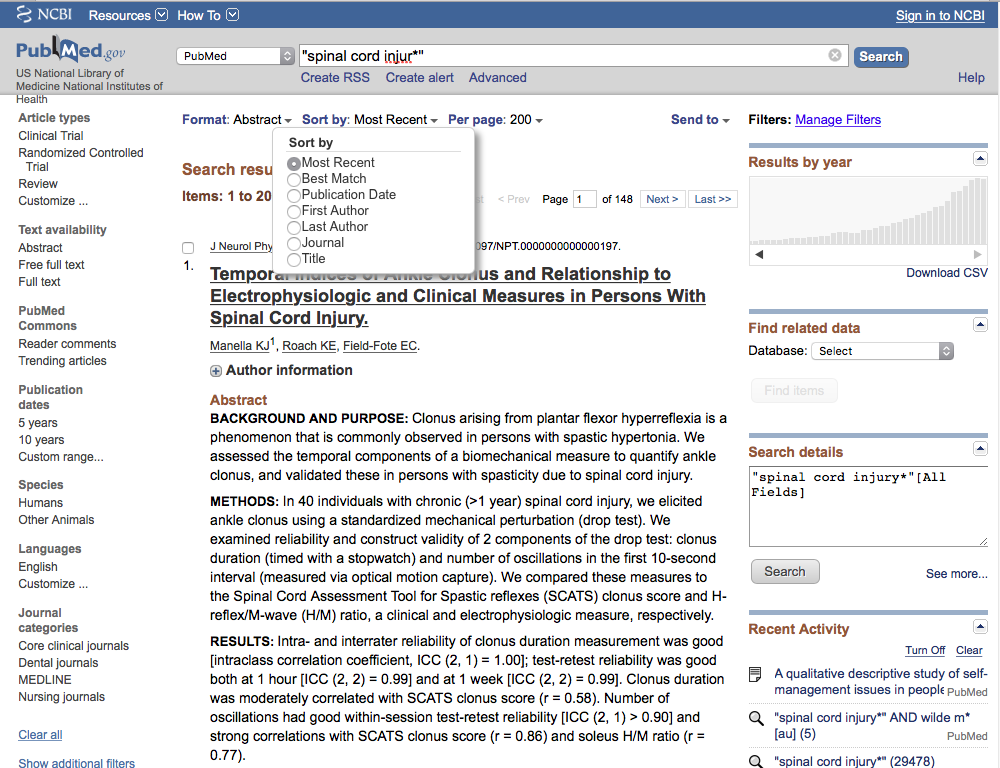 NCBI Resources How To Sign in to NCBI
PubMed.gov
US National Library of
Medicine National Institutes of
Health
PubMed "spinal cord injur*" Search
Create RSS Create alert Advanced Help
Article types
Clinical Trial
Randomized Controlled
Trial
Review
Customize ...
Text availability
Abstract
Free full text
Full text
PubMed
Commons
Reader comments
Trending articles
Publication
dates
5 years
10 years
Custom range...
Species
Humans
Other Animals
Languages
English
Customize ...
Journal
categories
Core clinical journals
Dental journals
MEDLINE
Nursing journals
Clear all
Show additional filters
Format: Abstract Sort by: Most Recent Per page: 200 Send to
Sort by
Most Recent
Best Match
Publication Date
First Author
Last Author
Journal
Title
Search resu
Items: 1 to 20 < Prev Page 1 of 148 Next > Last >>
J Neurol Phy 097/NPT.0000000000000197.
1.
Temporal Indices of Ankle Clonus and Relationship to
Electrophysiologic and Clinical Measures in Persons With
Spinal Cord Injury.
Manella KJ1, Roach KE, Field-Fote EC.
Author information
Abstract
BACKGROUND AND PURPOSE: Clonus arising from plantar flexor hyperreflexia is a
phenomenon that is commonly observed in persons with spastic hypertonia. We
assessed the temporal components of a biomechanical measure to quantify ankle
clonus, and validated these in persons with spasticity due to spinal cord injury.
METHODS: In 40 individuals with chronic (>1 year) spinal cord injury, we elicited
ankle clonus using a standardized mechanical perturbation (drop test). We
examined reliability and construct validity of 2 components of the drop test: clonus
duration (timed with a stopwatch) and number of oscillations in the first 10-second
interval (measured via optical motion capture). We compared these measures to
the Spinal Cord Assessment Tool for Spastic reflexes (SCATS) clonus score and H-
reflex/M-wave (H/M) ratio, a clinical and electrophysiologic measure, respectively.
RESULTS: Intra- and interrater reliability of clonus duration measurement was good
[intraclass correlation coefficient, ICC (2, 1) = 1.00]; test-retest reliability was good
both at 1 hour [ICC (2, 2) = 0.99] and at 1 week [ICC (2, 2) = 0.99]. Clonus duration
was moderately correlated with SCATS clonus score (r = 0.58). Number of
oscillations had good within-session test-retest reliability [ICC (2, 1) > 0.90] and
strong correlations with SCATS clonus score (r = 0.86) and soleus H/M ratio (r =
0.77).
Filters: Manage Filters
Results by year
Download CSV
Find related data
Database: Select
Find items
Search details
"spinal cord injury*"[All
Fields]
Search See more...
Recent Activity
Turn Off Clear
A qualitative descriptive study of self-
management issues in people PubMed
"spinal cord injury*" AND wilde m*
[au] (5) PubMed
"spinal cord injury*" (29478)